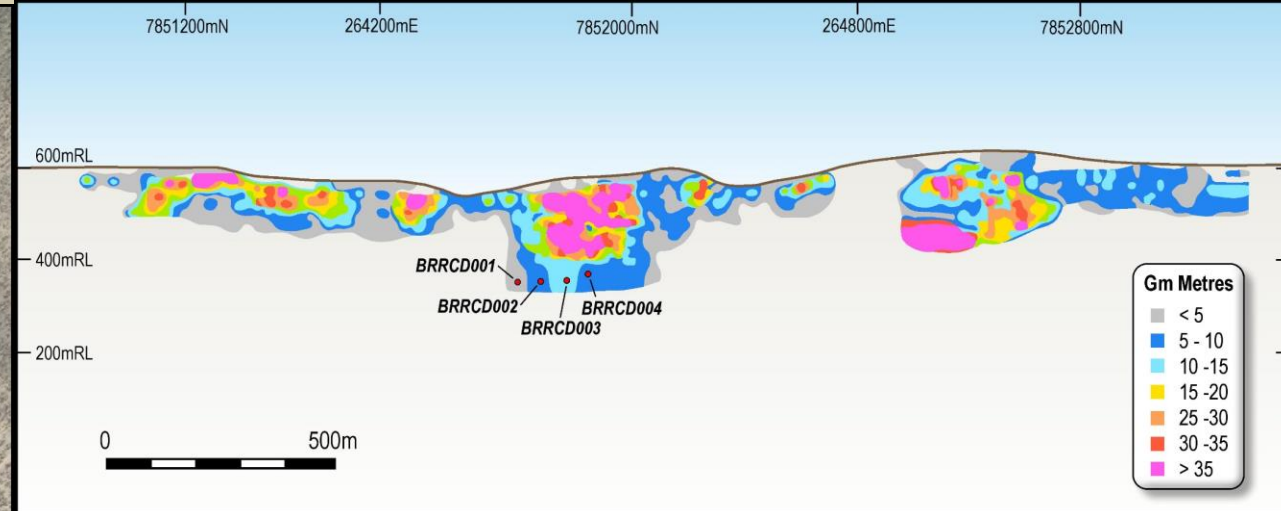 7851200mN 264200mE 7852000mN 264800mE 7852800mN
600mRL
400mRL
BRRCD001
BRRCD002
BRRCD004
BRRCD003
200mRL
0 500m
Gm Metres
< 5
5 - 10
10 -15
15 -20
25 -30
30 -35
> 35